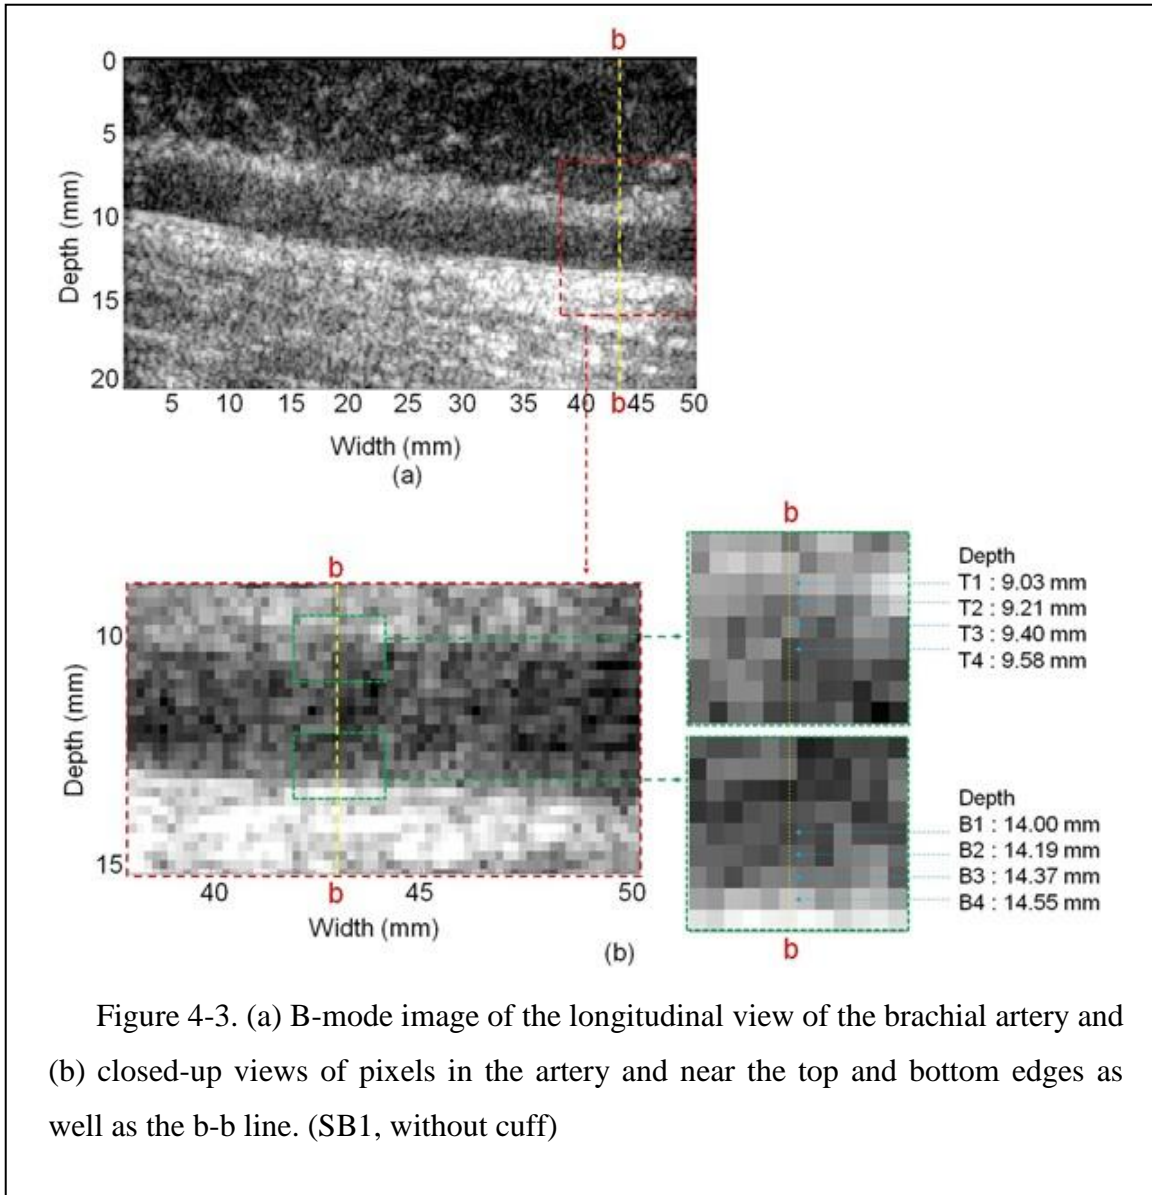 b
0
5
10
15
20
Depth (mm)
5 10 15 20 25 30 35 40 b 45 50
Width (mm)
(a)
b
10
15
Depth (mm)
40 b 45 50
Width (mm)
b
Depth
T1 : 9.03 mm
T2 : 9.21 mm
T3 : 9.40 mm
T4 : 9.58 mm
Depth
B1 : 14.00 mm
B2 : 14.19 mm
B3 : 14.37 mm
B4 : 14.55 mm
b
(b)
Figure 4-3. (a) B-mode image of the longitudinal view of the brachial artery and
(b) closed-up views of pixels in the artery and near the top and bottom edges as
well as the b-b line. (SB1, without cuff)